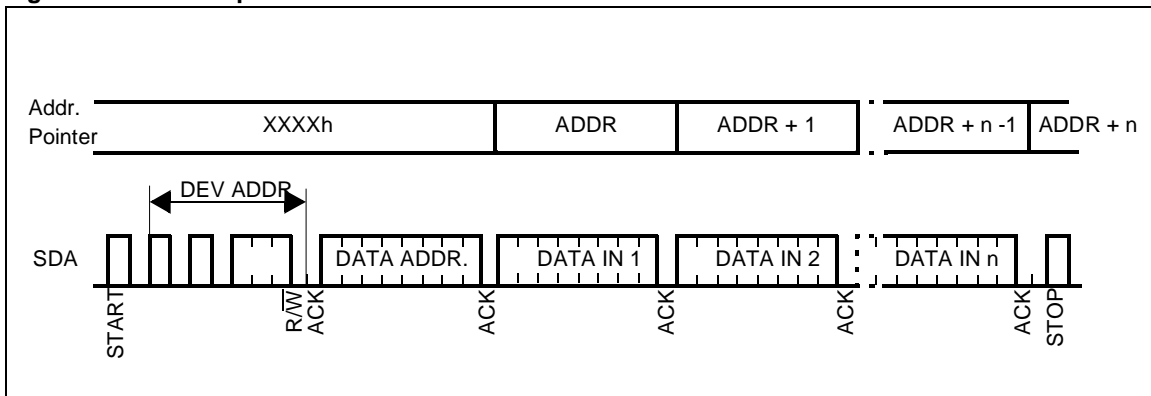 Addr.
Pointer
XXXXh
ADDR
ADDR + 1
ADDR + n -1
ADDR + n
DEV ADDR
SDA
DATA ADDR.
DATA IN 1
DATA IN 2
DATA IN n
START
R/W
ACK
ACK
ACK
ACK
ACK
STOP